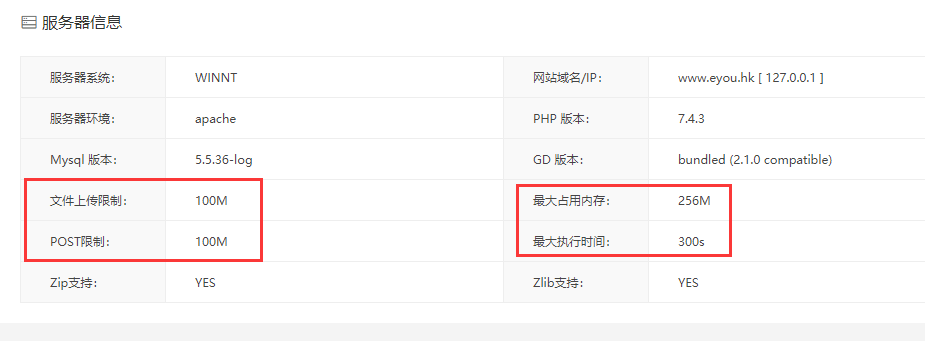 服务器信息
服务器系统： WINNT 网站域名/IP： www.eyou.hk [ 127.0.0.1 ]
服务器环境： apache PHP 版本： 7.4.3
Mysql 版本： 5.5.36-log GD 版本： bundled (2.1.0 compatible)
文件上传限制： 100M 最大占用内存： 256M
POST限制： 100M 最大执行时间： 300s
Zip支持： YES Zlib支持： YES